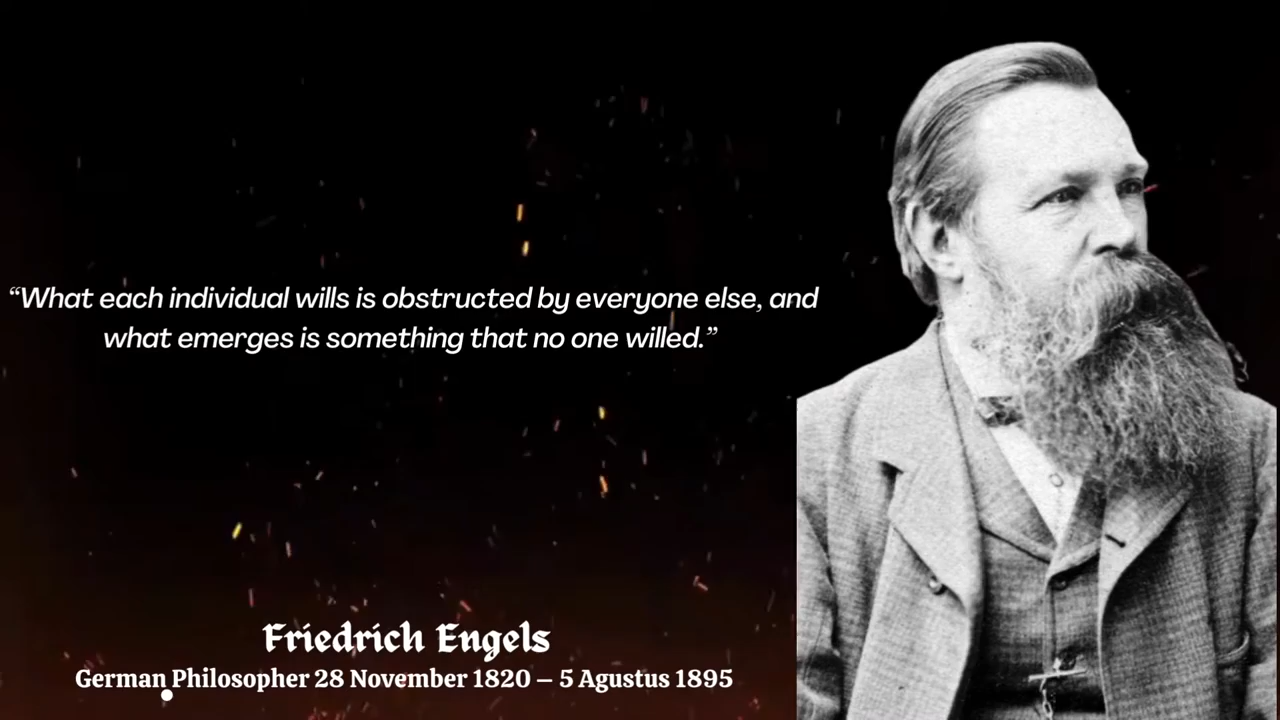 “What each individual wills is obstructed by everyone else, and
what emerges is something that no one willed.”
Friedrich Engels
German Philosopher 28 November 1820 – 5 Agustus 1895